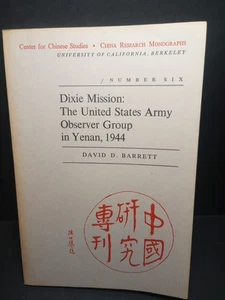 Center for Chinese Studies • CHINA RESEARCH MONOGRAPHS
UNIVERSITY OF CALIFORNIA, BERKELEY
/ NUMBER SIX
Dixie Mission:
The United States Army
Observer Group
in Yenan, 1944
DAVID D. BARRETT
中國
研究
專刊